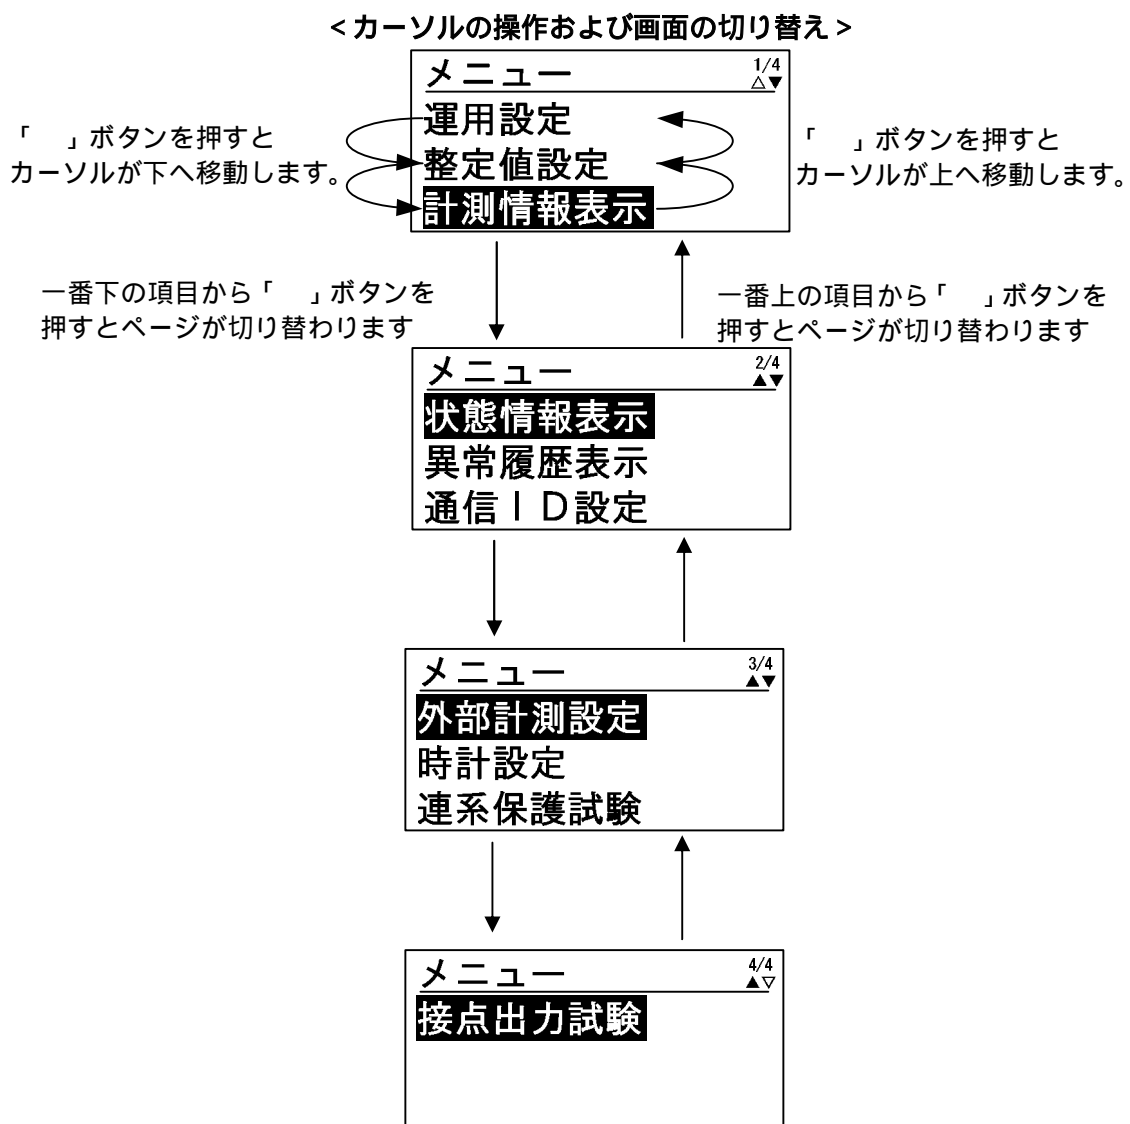 <カーソルの操作および画面の切り替え>
メニュー 1/4
△▼
運用設定
整定値設定
計測情報表示
「　」ボタンを押すと
カーソルが下へ移動します。
「　」ボタンを押すと
カーソルが上へ移動します。
一番下の項目から「　」ボタンを
押すとページが切り替わります
一番上の項目から「　」ボタンを
押すとページが切り替わります
メニュー 2/4
▲▼
状態情報表示
異常履歴表示
通信ID設定
メニュー 3/4
▲▼
外部計測設定
時計設定
連系保護試験
メニュー 4/4
▲▽
接点出力試験